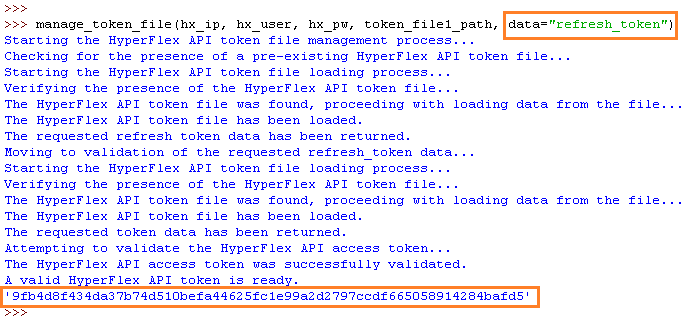 >>>
>>> manage_token_file(hx_ip, hx_user, hx_pw, token_file1_path, data="refresh_token")
Starting the HyperFlex API token file management process...
Checking for the presence of a pre-existing HyperFlex API token file...
Starting the HyperFlex API token file loading process...
Verifying the presence of the HyperFlex API token file...
The HyperFlex API token file was found, proceeding with loading data from the file...
The HyperFlex API token file has been loaded.
The requested refresh token data has been returned.
Moving to validation of the requested refresh_token data...
Starting the HyperFlex API token file loading process...
Verifying the presence of the HyperFlex API token file...
The HyperFlex API token file was found, proceeding with loading data from the file...
The HyperFlex API token file has been loaded.
The requested token data has been returned.
Attempting to validate the HyperFlex API access token...
The HyperFlex API access token was successfully validated.
A valid HyperFlex API token is ready.
'9fb4d8f434da37b74d510befa44625fc1e99a2d2797ccdf665058914284bafd5'
>>>